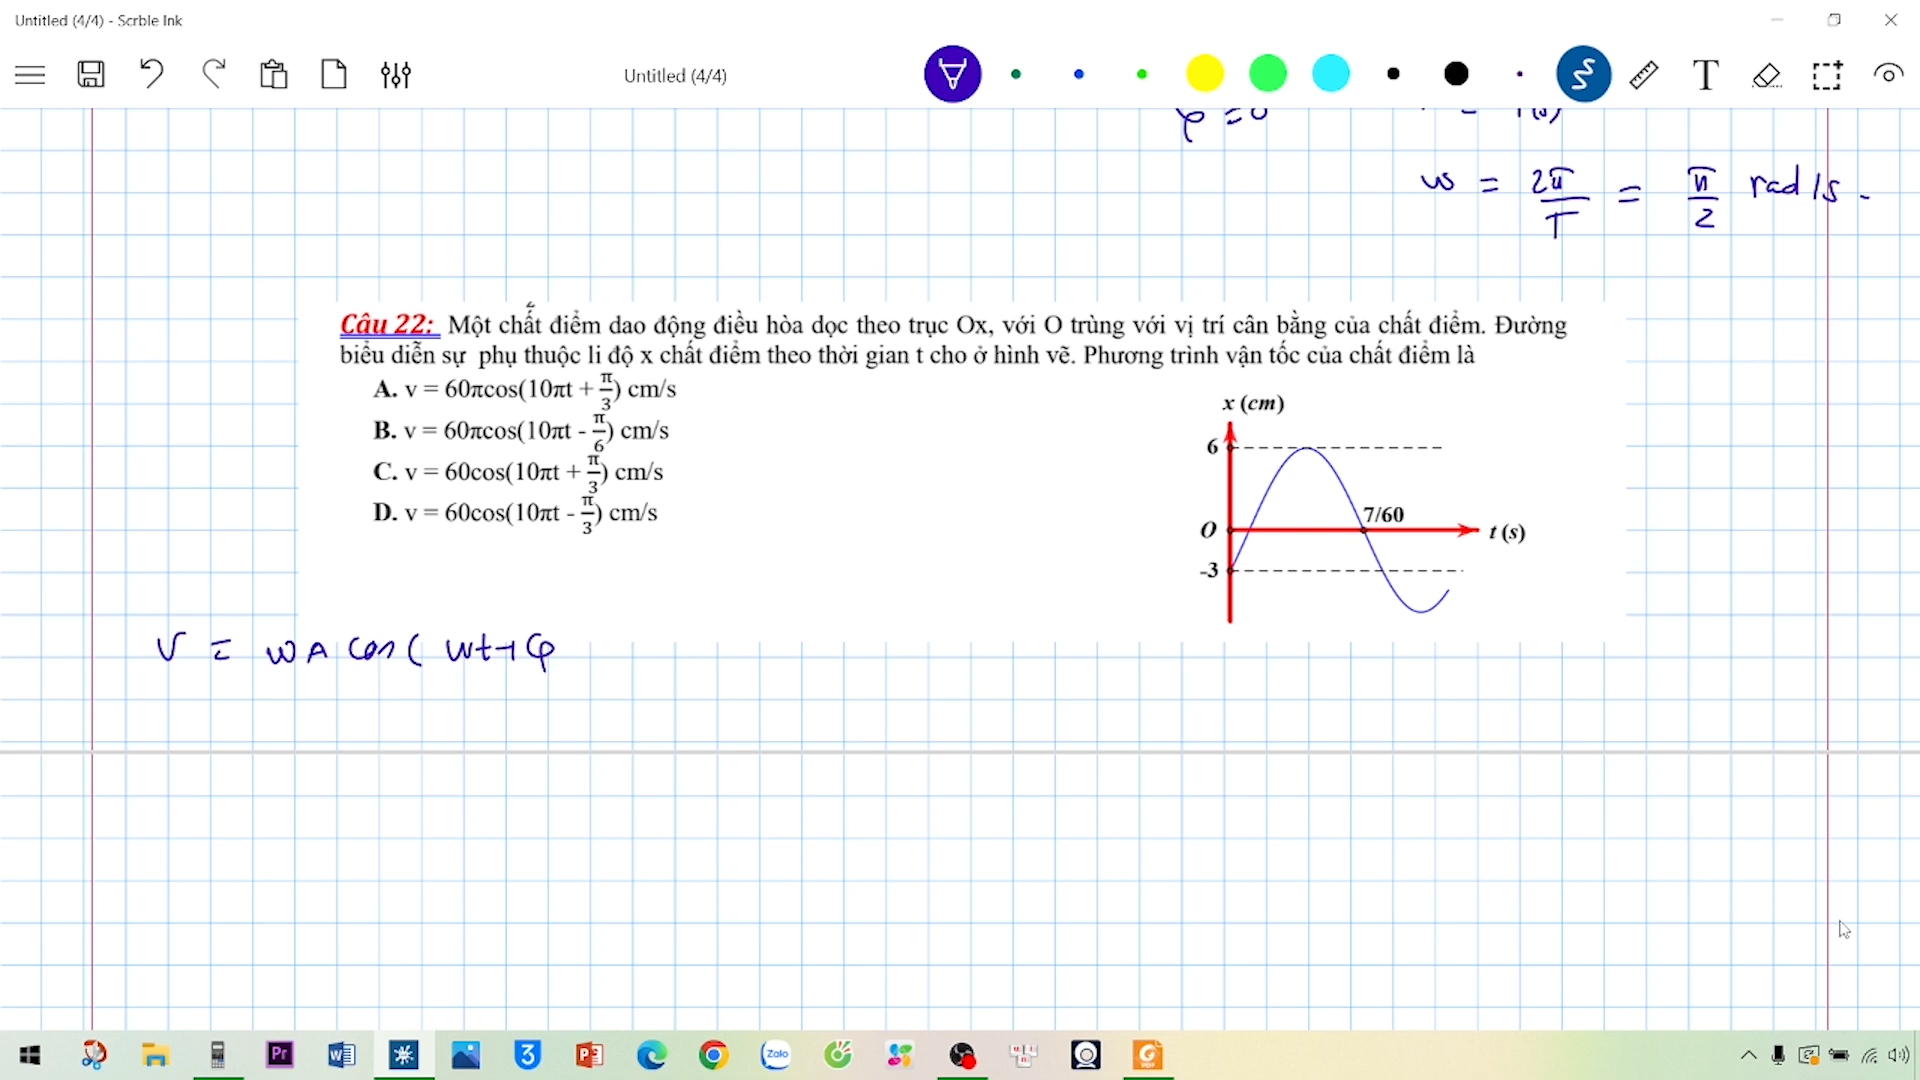 Untitled (4/4) - Scrble Ink
Untitled (4/4)
T
φ = 0
ω = 2π/T = π/2 rad/s.
Câu 22: Một chất điểm dao động điều hòa dọc theo trục Ox, với O trùng với vị trí cân bằng của chất điểm. Đường
biểu diễn sự phụ thuộc li độ x chất điểm theo thời gian t cho ở hình vẽ. Phương trình vận tốc của chất điểm là
A. v = 60πcos(10πt + π/3) cm/s
B. v = 60πcos(10πt - π/6) cm/s
C. v = 60cos(10πt + π/3) cm/s
D. v = 60cos(10πt - π/3) cm/s
x (cm)
6
7/60
O
t (s)
-3
v = ωA cos( ωt+φ
Pr
Zalo